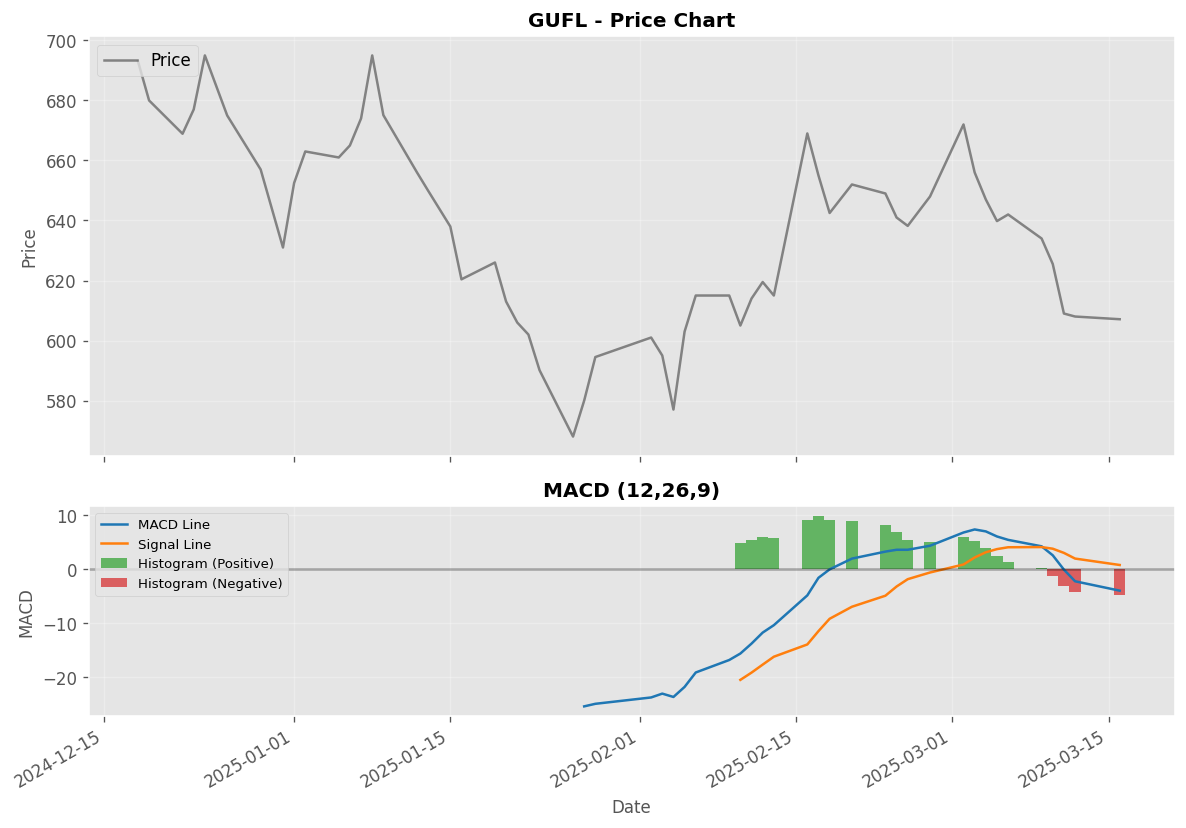 GUFL - Price Chart
Price
700
680
660
640
620
600
580
Price
MACD (12,26,9)
MACD Line
Signal Line
Histogram (Positive)
Histogram (Negative)
10
0
−10
−20
MACD
2024-12-15
2025-01-01
2025-01-15
2025-02-01
2025-02-15
2025-03-01
2025-03-15
Date